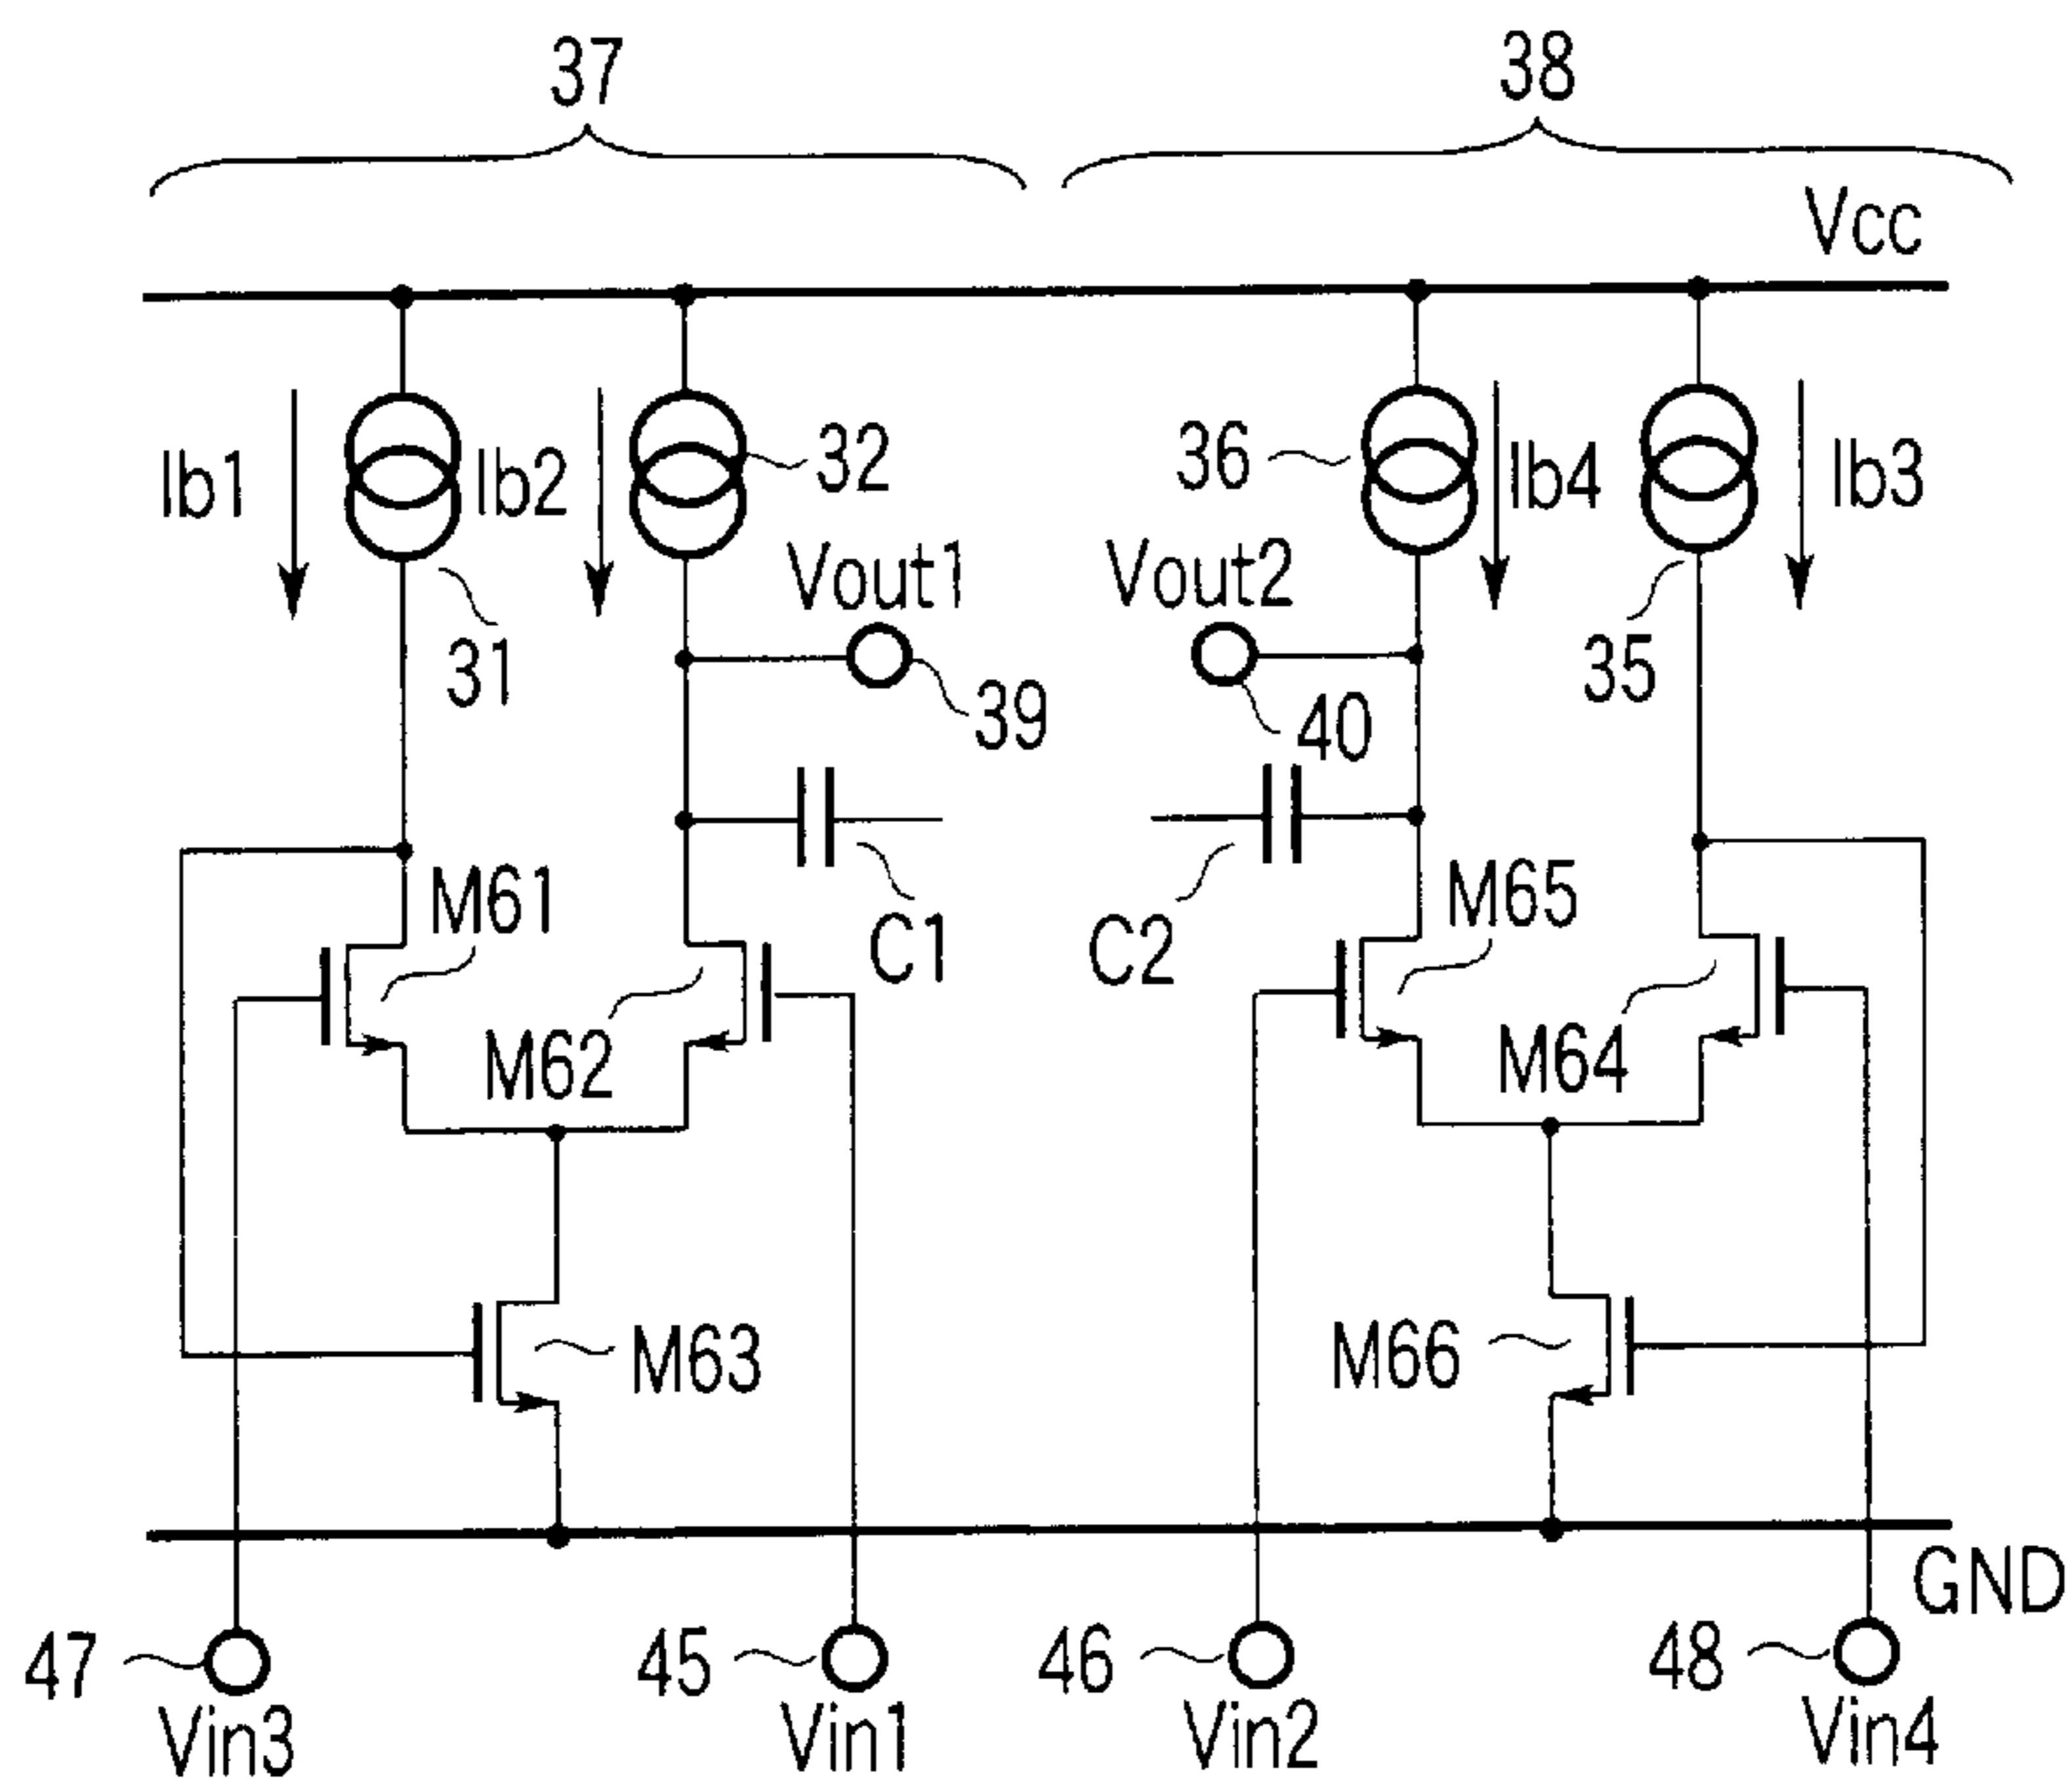 37
38
Vcc
Ib1
Ib2
32
36
Ib4
Ib3
Vout1
Vout2
31
39
40
35
M61
C1
C2
M65
M62
M64
M63
M66
GND
47
45
46
48
Vin3
Vin1
Vin2
Vin4